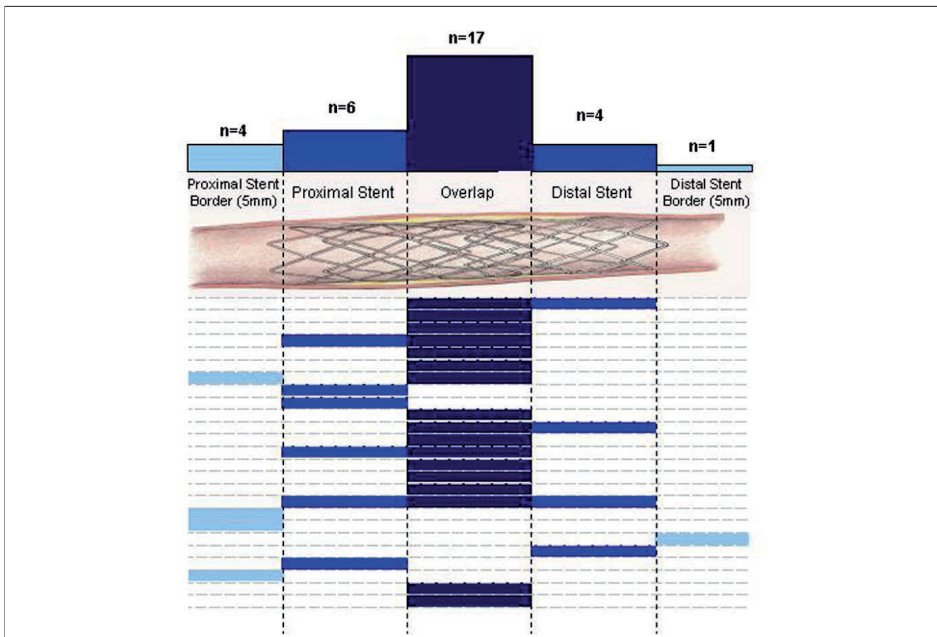 n=17
n=6
n=4
n=4
n=1
Proximal Stent
Border (5mm)
Proximal Stent
Overlap
Distal Stent
Distal Stent
Border (5mm)